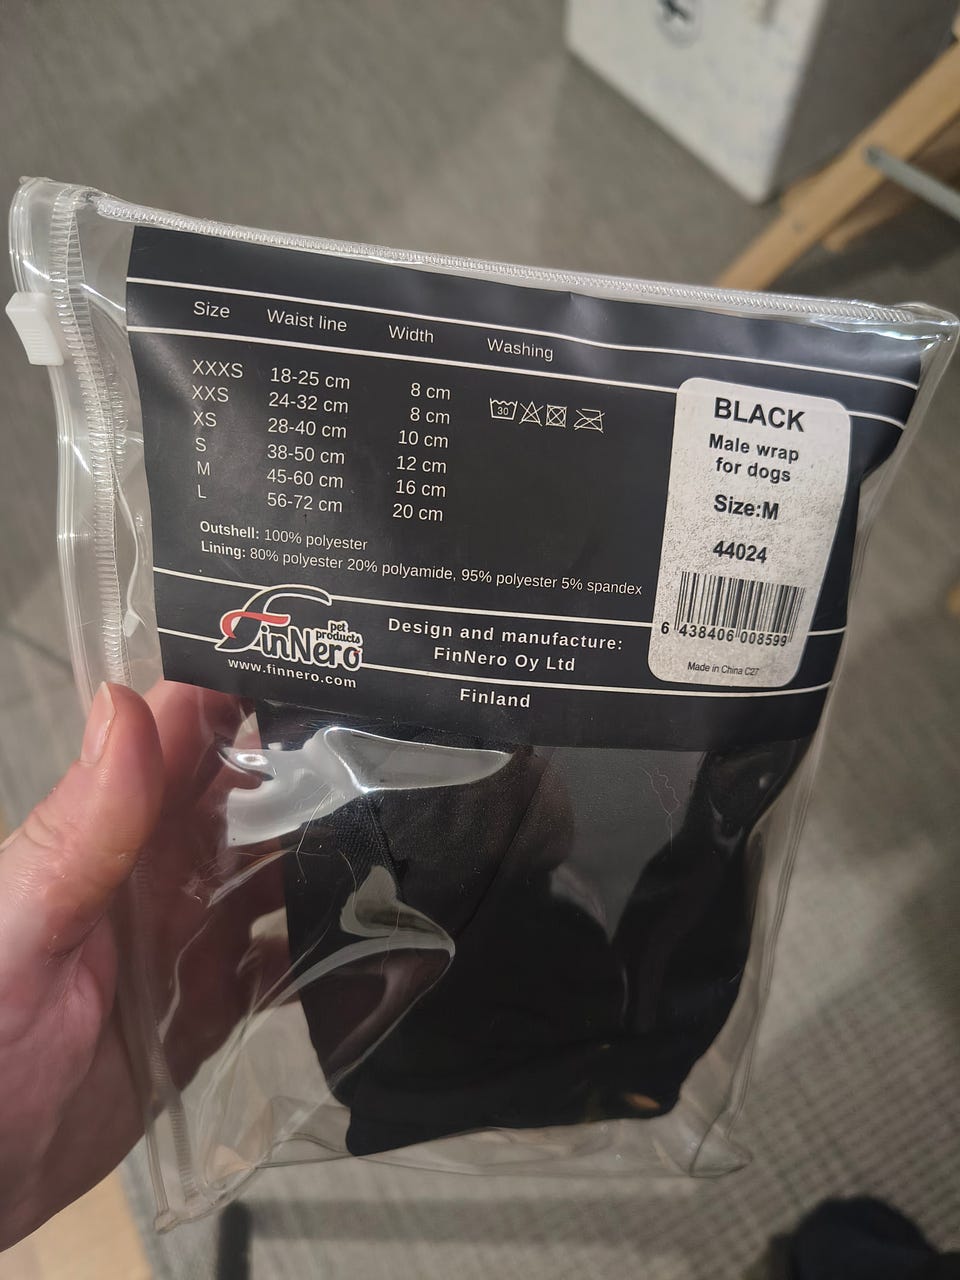 Size Waist line Width Washing
XXXS 18-25 cm 8 cm
XXS 24-32 cm 8 cm
XS 28-40 cm 10 cm
S 38-50 cm 12 cm
M 45-60 cm 16 cm
L 56-72 cm 20 cm
30
Outshell: 100% polyester
Lining: 80% polyester 20% polyamide, 95% polyester 5% spandex
FinNero
pet
products
www.finnero.com
Design and manufacture:
FinNero Oy Ltd
Finland
BLACK
Male wrap
for dogs
Size:M
44024
6 438406 008599
Made in China C27